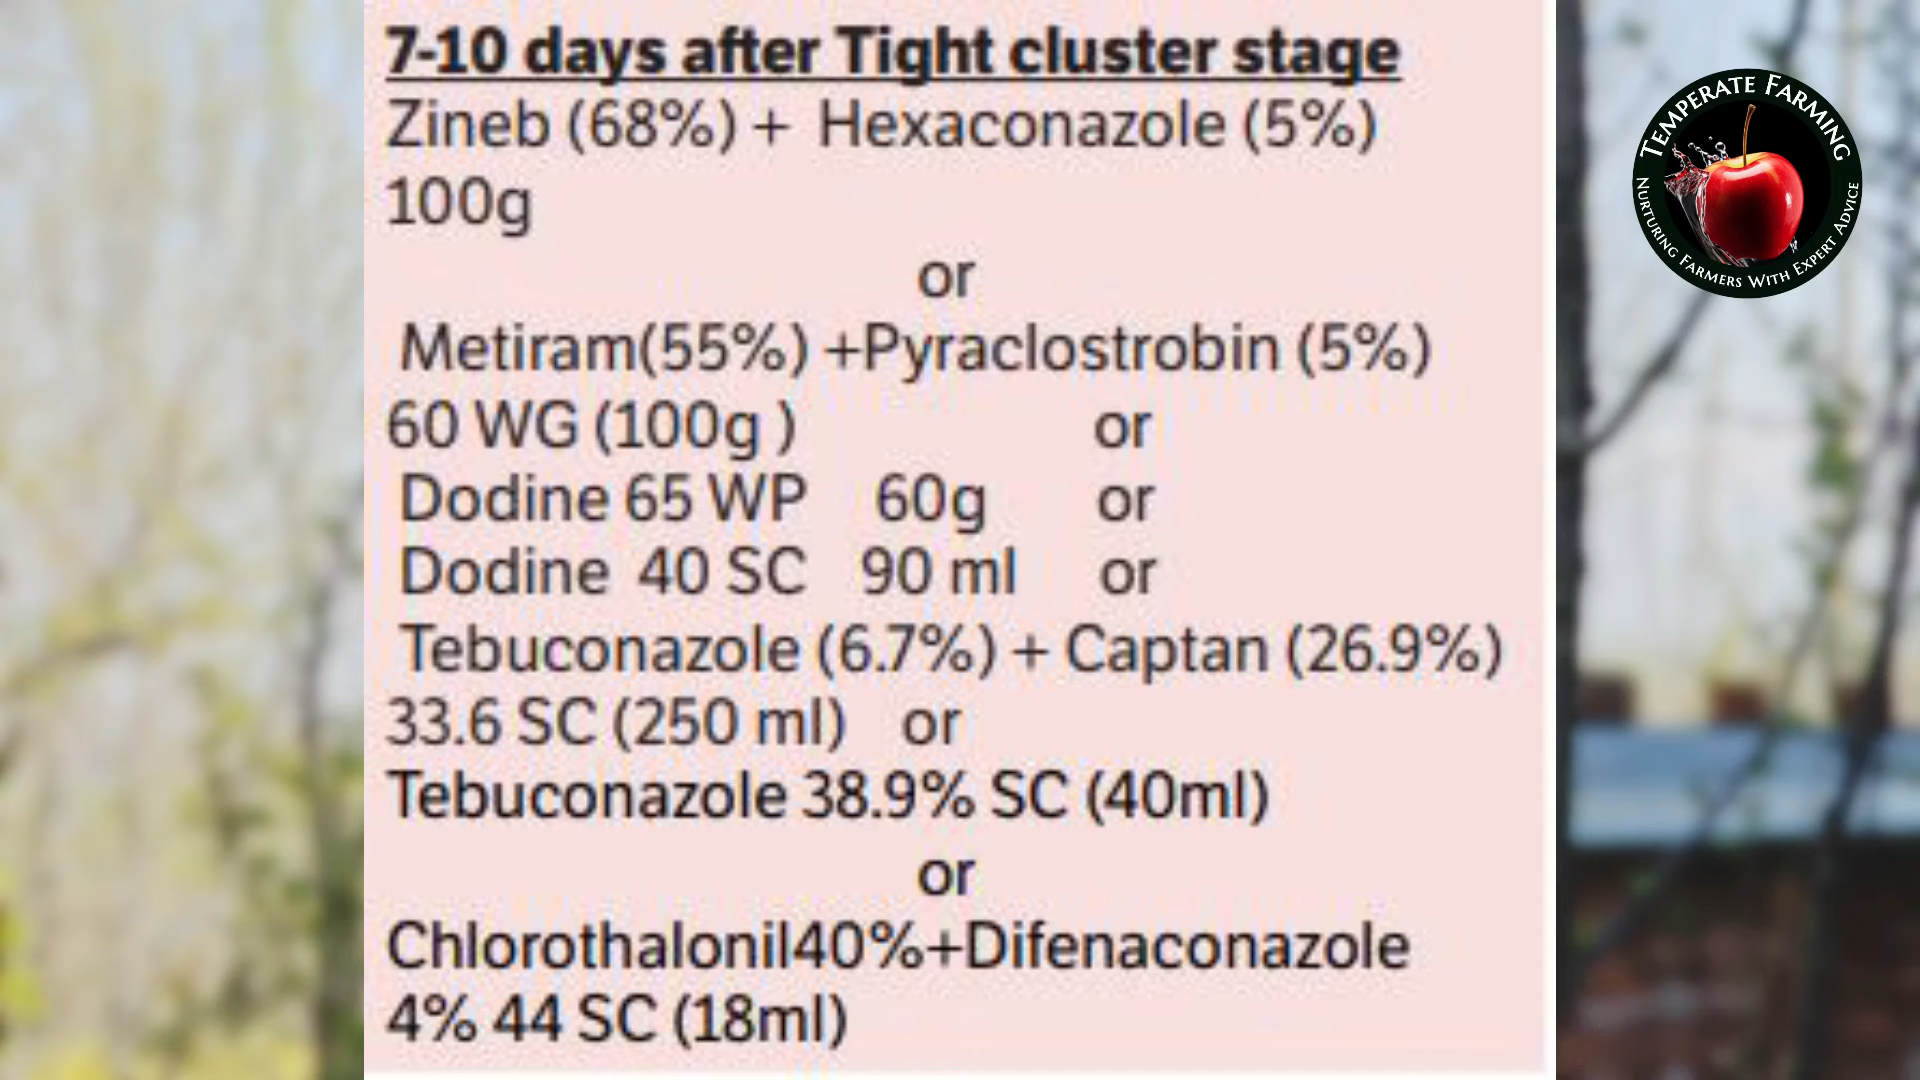 7-10 days after Tight cluster stage
Zineb (68%) + Hexaconazole (5%)
100g
or
Metiram(55%) +Pyraclostrobin (5%)
60 WG (100g ) or
Dodine 65 WP 60g or
Dodine 40 SC 90 ml or
Tebuconazole (6.7%) + Captan (26.9%)
33.6 SC (250 ml) or
Tebuconazole 38.9% SC (40ml)
or
Chlorothalonil40%+Difenaconazole
4% 44 SC (18ml)
TEMPERATE FARMING
NURTURING FARMERS WITH EXPERT ADVICE